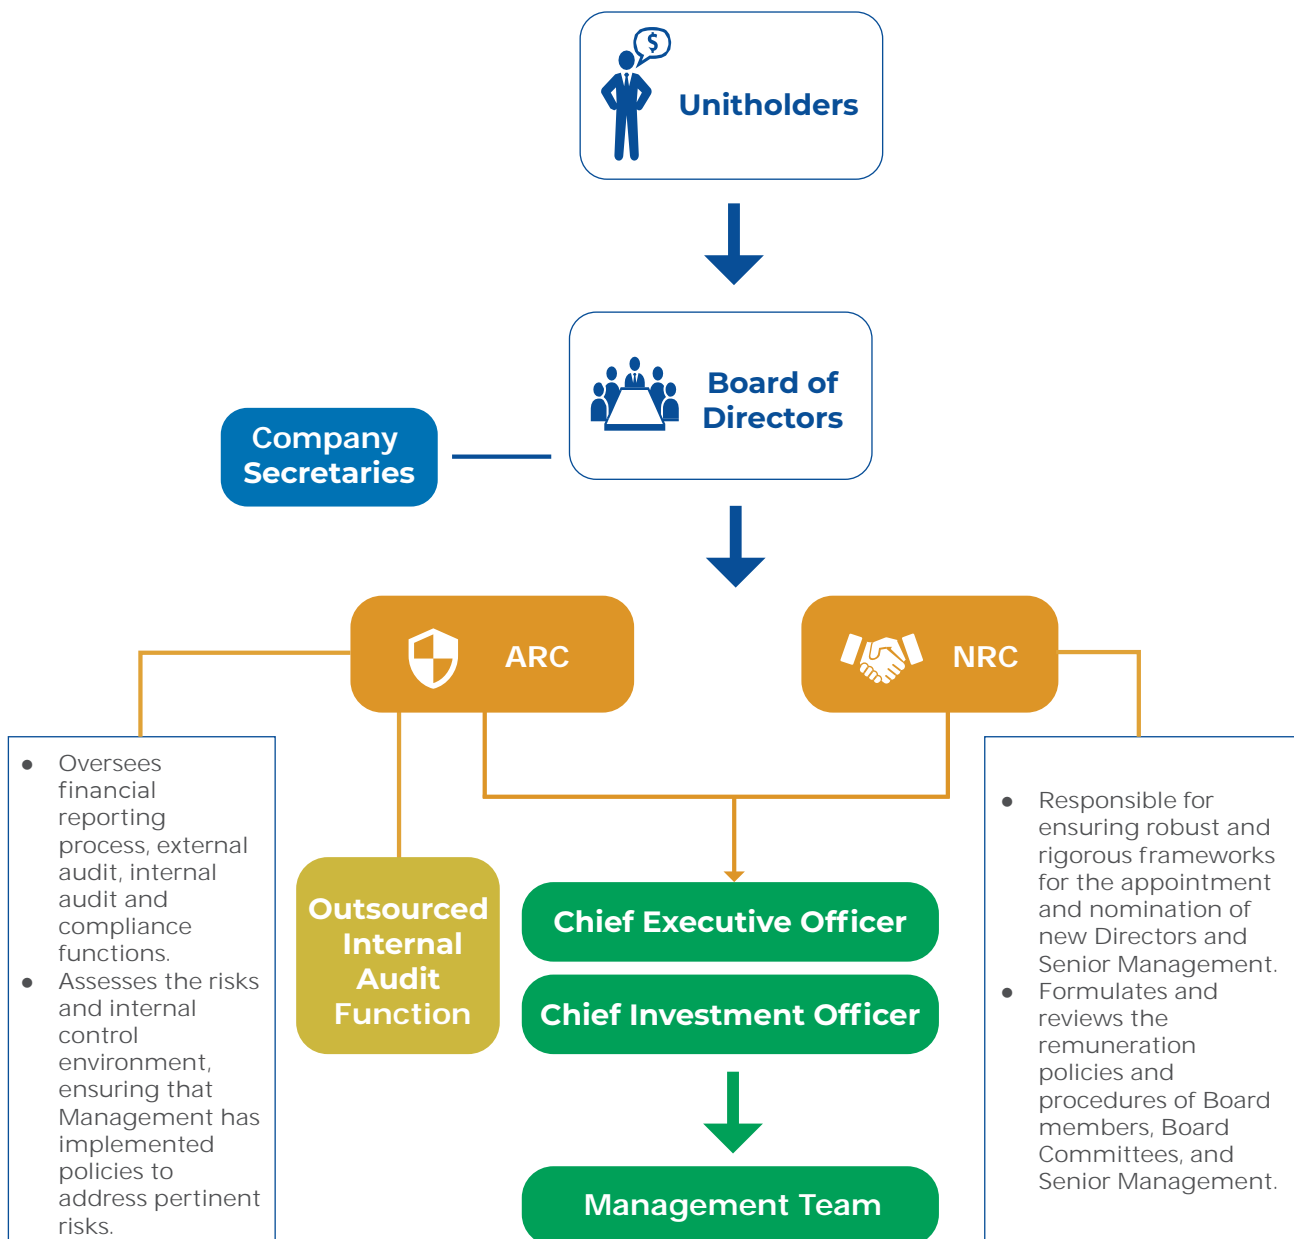 $
Unitholders
Board of
Directors
Company
Secretaries
ARC
NRC
● Oversees
financial
reporting
process, external
audit, internal
audit and
compliance
functions.
● Assesses the risks
and internal
control
environment,
ensuring that
Management has
implemented
policies to
address pertinent
risks.
Outsourced
Internal
Audit
Function
Chief Executive Officer
Chief Investment Officer
Management Team
● Responsible for
ensuring robust and
rigorous frameworks
for the appointment
and nomination of
new Directors and
Senior Management.
● Formulates and
reviews the
remuneration
policies and
procedures of Board
members, Board
Committees, and
Senior Management.